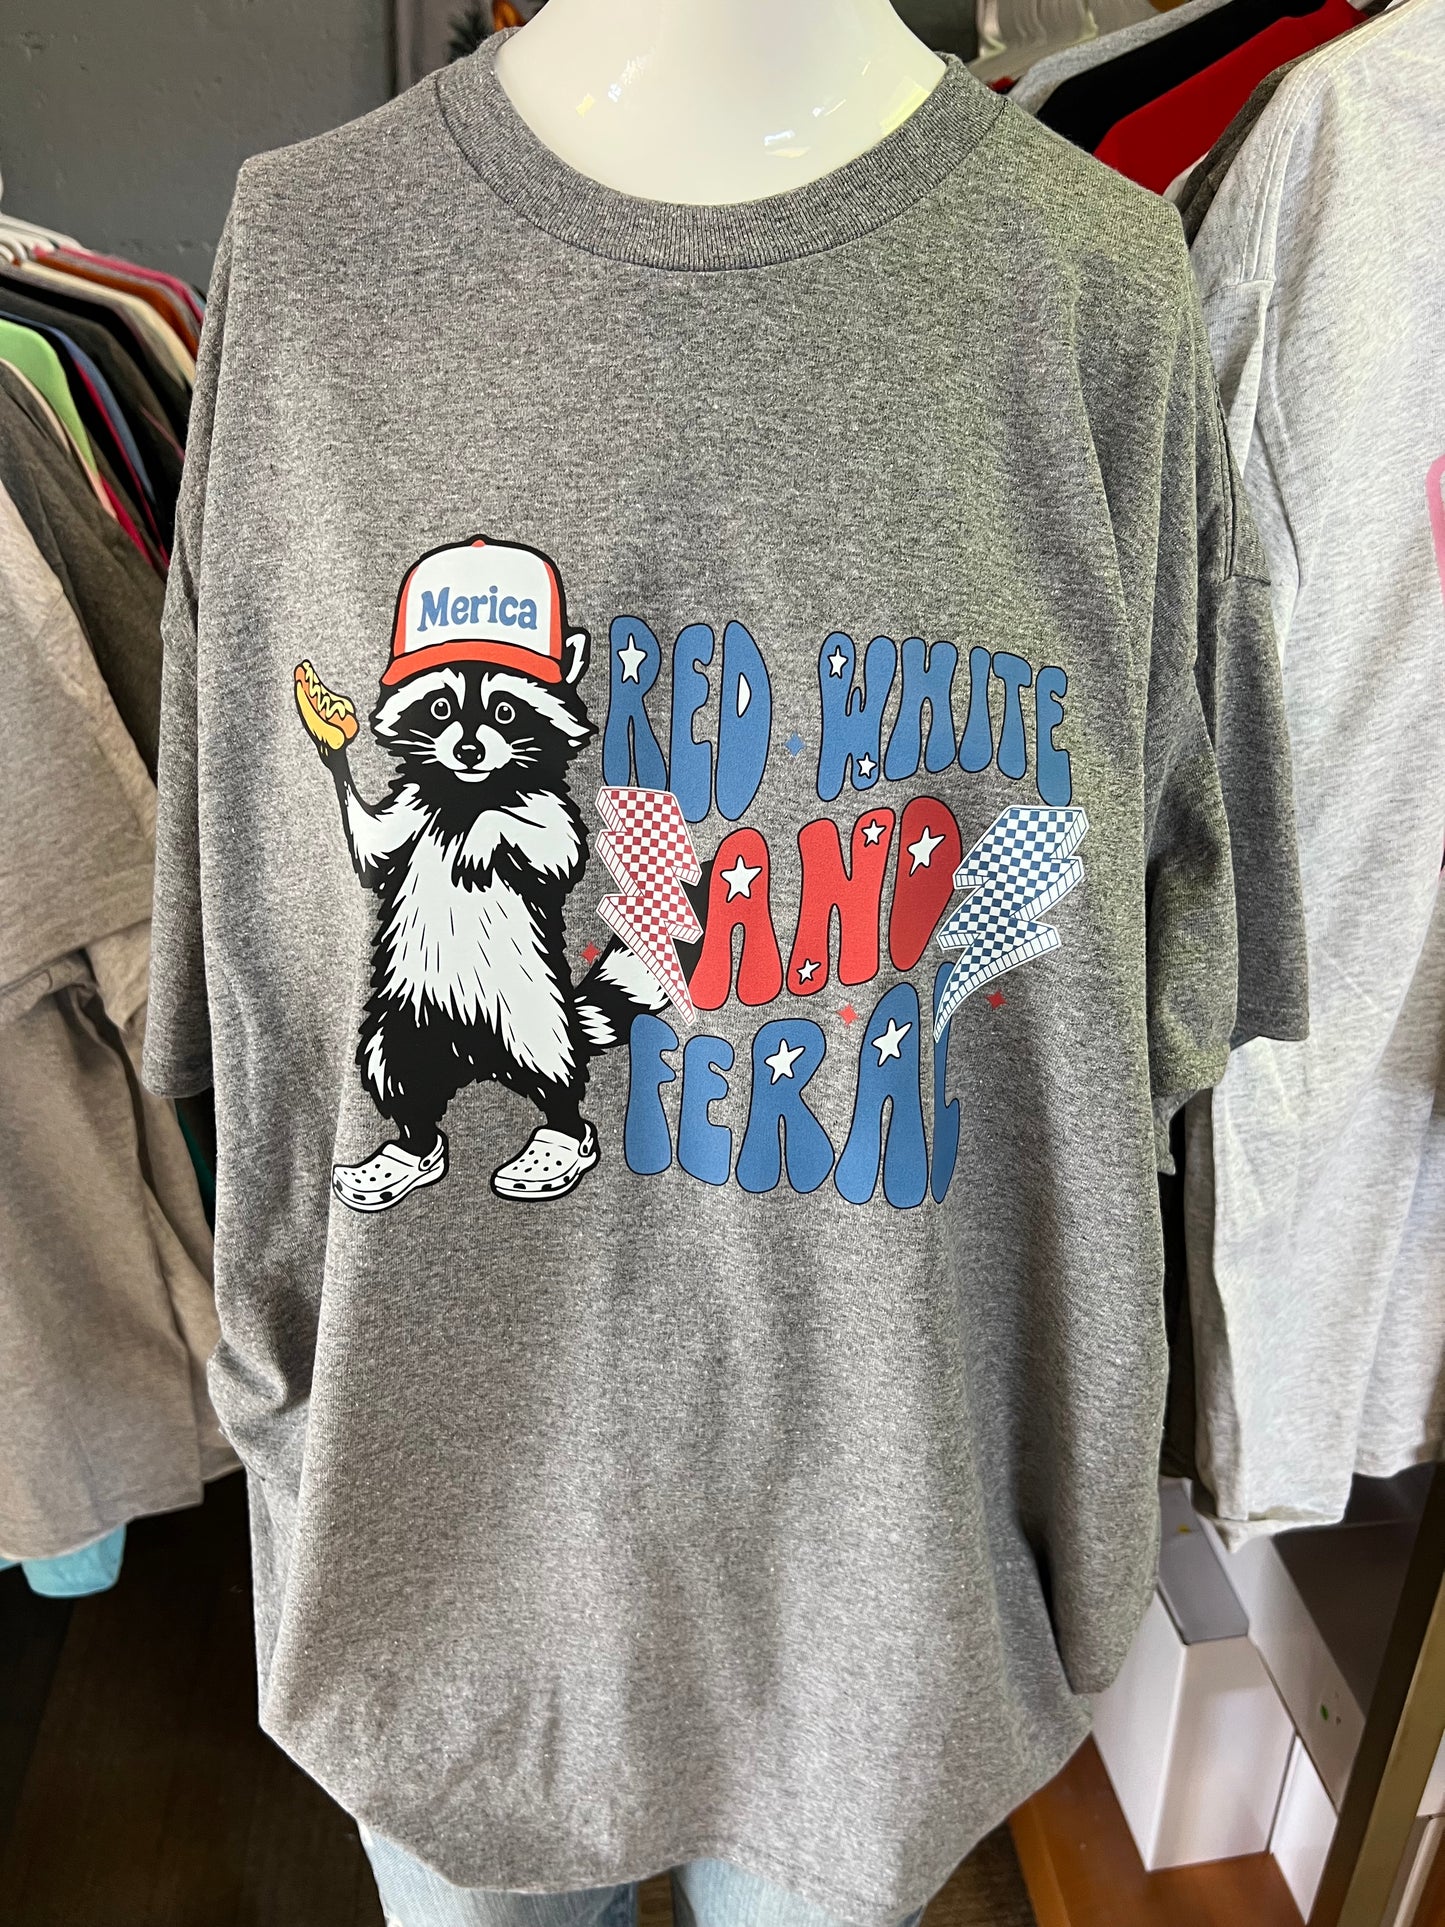 Merica
RED WHITE
AND
FERAL